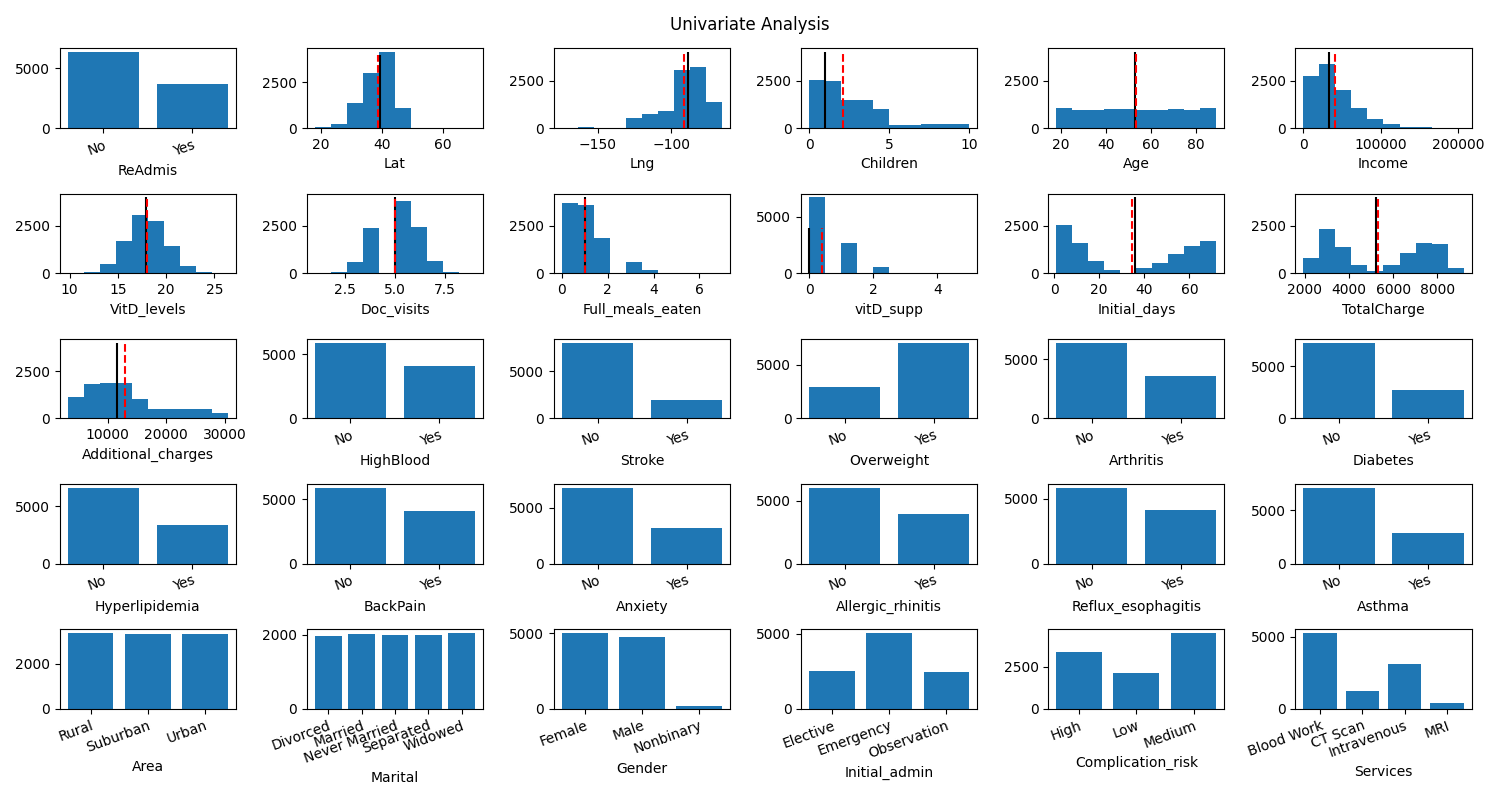 Univariate Analysis
5000
0
No
Yes
ReAdmis
2500
0
20
40
60
Lat
2500
0
−150
−100
Lng
2500
0
0
5
10
Children
2500
0
20
40
60
80
Age
2500
0
0
100000
200000
Income
2500
0
10
15
20
25
VitD_levels
2500
0
2.5
5.0
7.5
Doc_visits
2500
0
0
2
4
6
Full_meals_eaten
5000
0
0
2
4
vitD_supp
2500
0
0
20
40
60
Initial_days
2500
0
2000
4000
6000
8000
TotalCharge
2500
0
10000
20000
30000
Additional_charges
5000
0
No
Yes
HighBlood
5000
0
No
Yes
Stroke
5000
0
No
Yes
Overweight
5000
0
No
Yes
Arthritis
5000
0
No
Yes
Diabetes
5000
0
No
Yes
Hyperlipidemia
5000
0
No
Yes
BackPain
5000
0
No
Yes
Anxiety
5000
0
No
Yes
Allergic_rhinitis
5000
0
No
Yes
Reflux_esophagitis
5000
0
No
Yes
Asthma
2000
0
Rural
Suburban
Urban
Area
2000
0
Divorced
Married
Never Married
Separated
Widowed
Marital
5000
0
Female
Male
Nonbinary
Gender
5000
0
Elective
Emergency
Observation
Initial_admin
2500
0
High
Low
Medium
Complication_risk
5000
0
Blood Work
CT Scan
Intravenous
MRI
Services